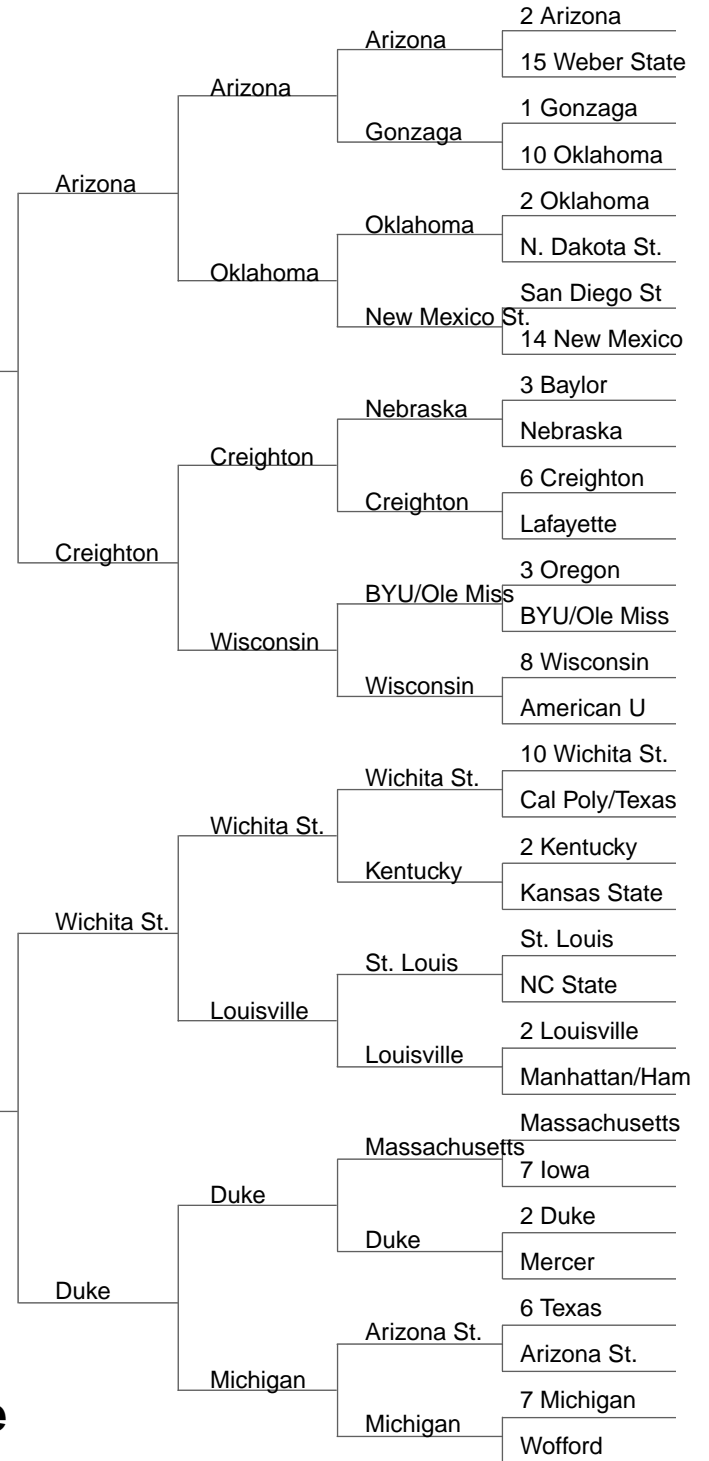 2 Arizona
Arizona
15 Weber State
Arizona
1 Gonzaga
Gonzaga
10 Oklahoma
Arizona
2 Oklahoma
Oklahoma
N. Dakota St.
Oklahoma
San Diego St
New Mexico St.
14 New Mexico
3 Baylor
Nebraska
Nebraska
Creighton
6 Creighton
Creighton
Lafayette
Creighton
3 Oregon
BYU/Ole Miss
BYU/Ole Miss
Wisconsin
8 Wisconsin
Wisconsin
American U
10 Wichita St.
Wichita St.
Cal Poly/Texas
Wichita St.
2 Kentucky
Kentucky
Kansas State
Wichita St.
St. Louis
St. Louis
NC State
Louisville
2 Louisville
Louisville
Manhattan/Ham
Massachusetts
Massachusetts
7 Iowa
Duke
2 Duke
Duke
Mercer
Duke
6 Texas
Arizona St.
Arizona St.
Michigan
7 Michigan
Michigan
Wofford
e